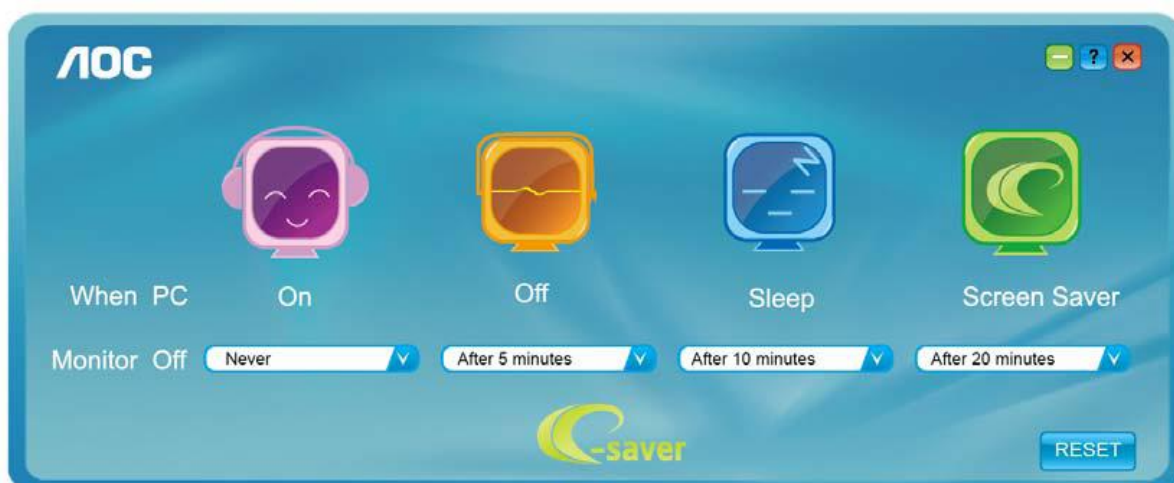 AOC
?
When PC On Off Sleep Screen Saver
Monitor Off Never After 5 minutes After 10 minutes After 20 minutes
e-saver
RESET